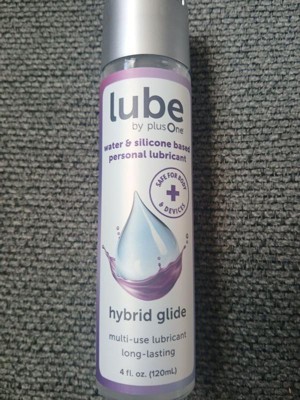 lube
by plusOne
water & silicone based
personal lubricant
SAFE FOR BODY
& DEVICES
hybrid glide
multi-use lubricant
long-lasting
4 fl. oz. (120mL)